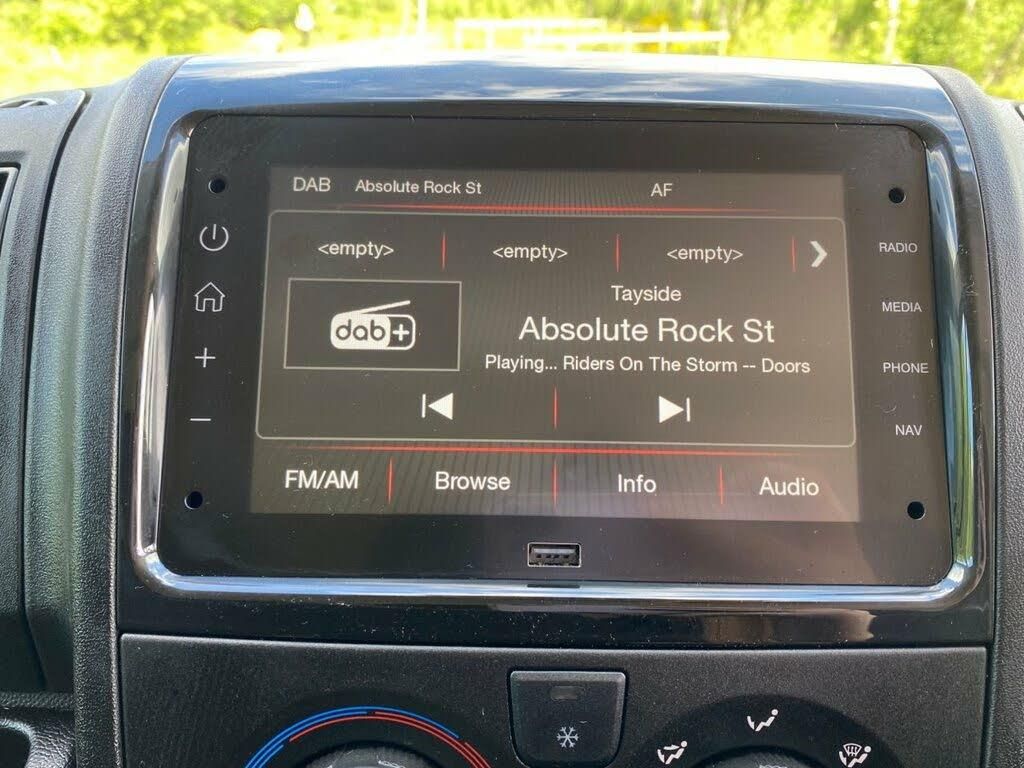 DAB Absolute Rock St AF
<empty> <empty> <empty>
Tayside
dab+
Absolute Rock St
Playing... Riders On The Storm -- Doors
FM/AM Browse Info Audio
RADIO
MEDIA
PHONE
NAV